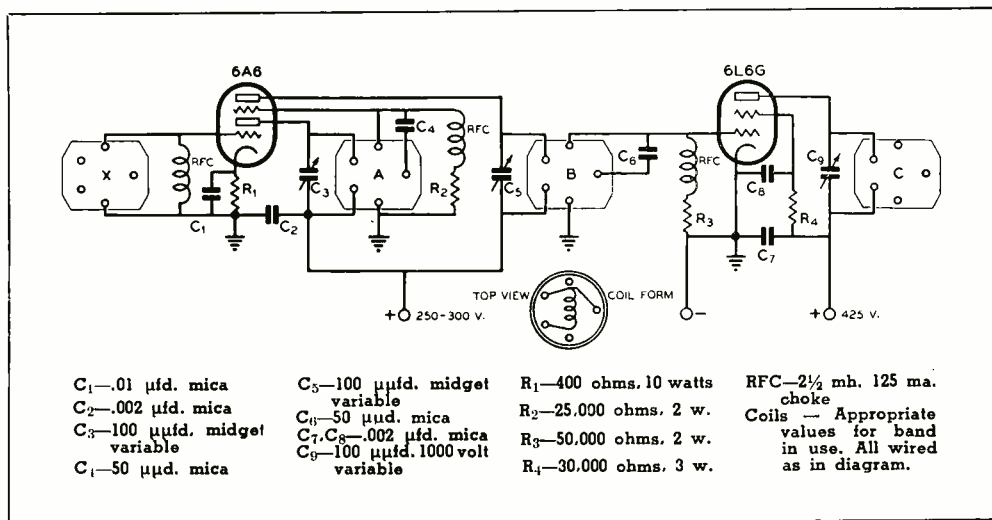 6A6
6L6G
X
RFC
C1
R1
C2
C3
A
C4
RFC
R2
C5
B
C6
RFC
R3
C8
R4
C7
C9
C
TOP VIEW
COIL FORM
+ 250-300 V.
−
+ 425 V.
C1—.01 µfd. mica
C2—.002 µfd. mica
C3—100 µµfd. midget
variable
C4—50 µµd. mica
C5—100 µµfd. midget
variable
C6—50 µµd. mica
C7,C8—.002 µfd. mica
C9—100 µµfd. 1000 volt
variable
R1—400 ohms, 10 watts
R2—25,000 ohms, 2 w.
R3—50,000 ohms, 2 w.
R4—30,000 ohms, 3 w.
RFC—2½ mh. 125 ma.
choke
Coils — Appropriate
values for band
in use. All wired
as in diagram.